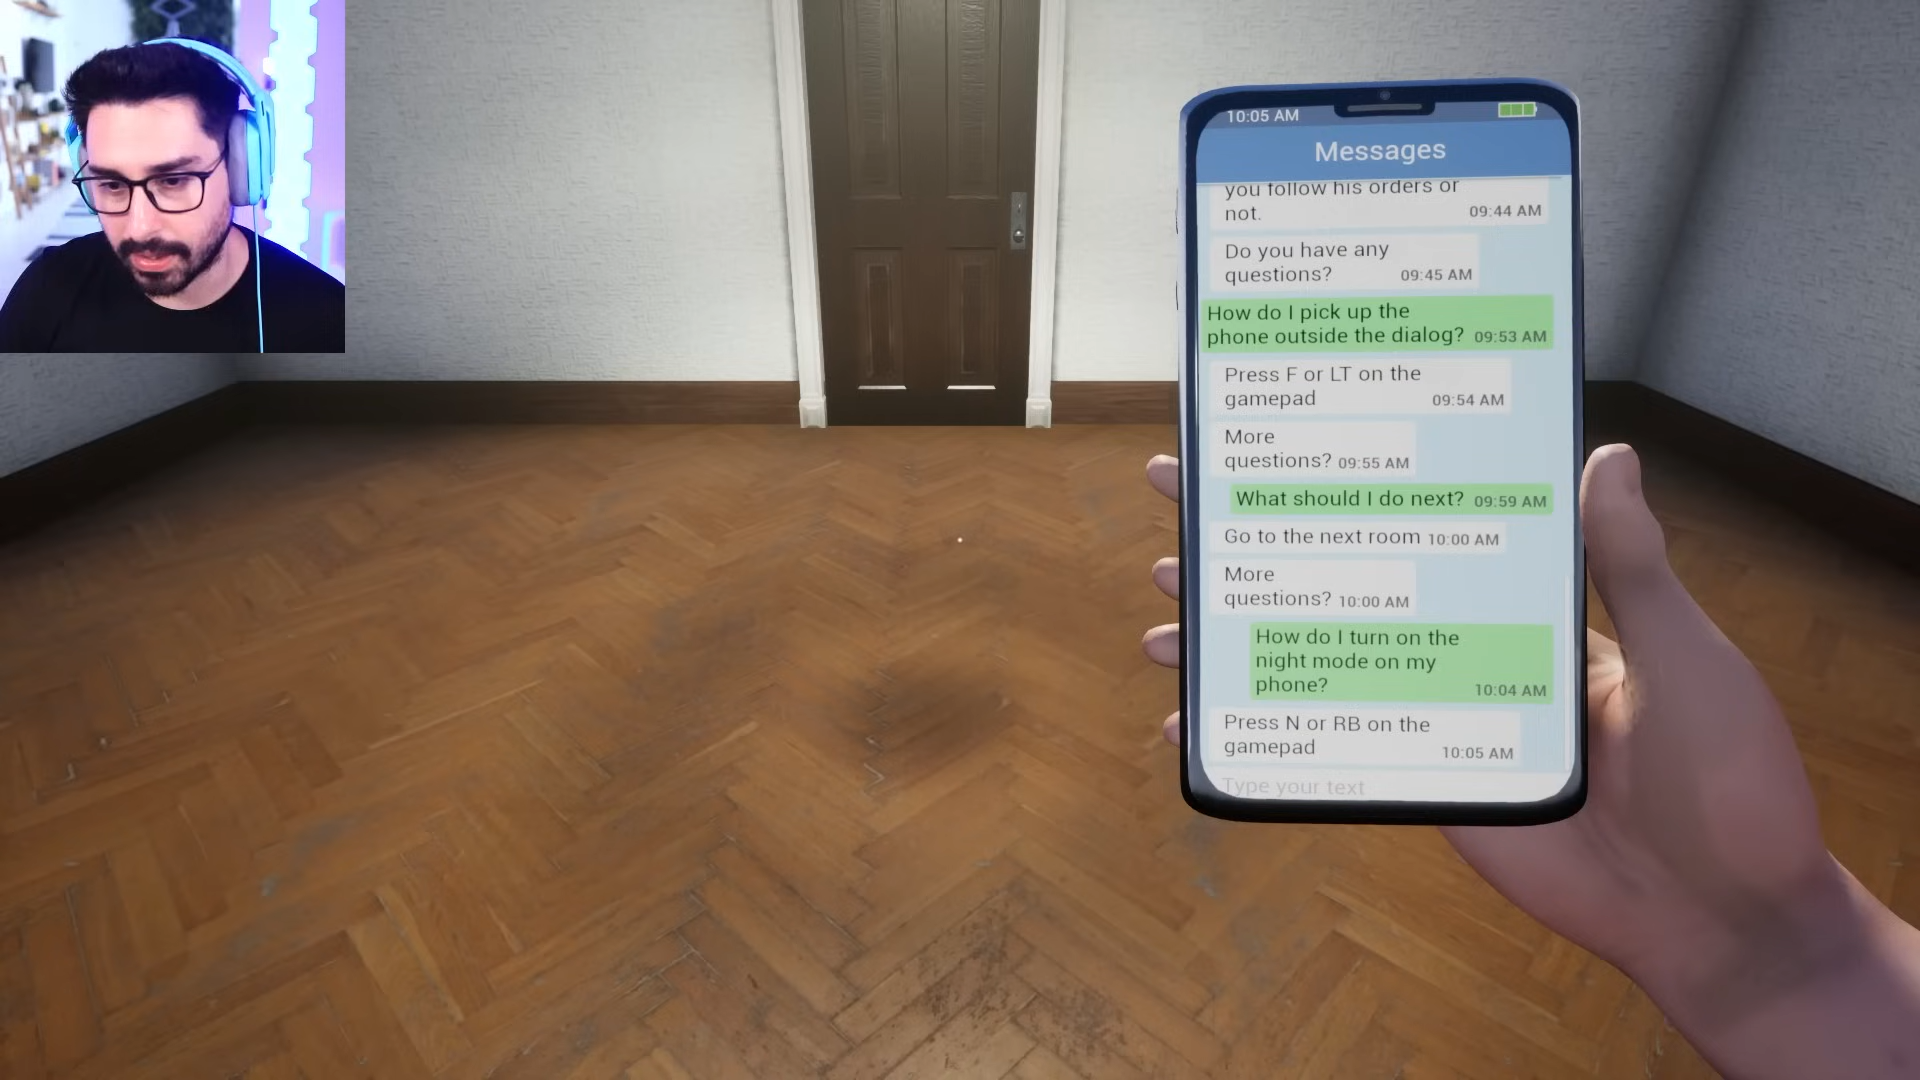 10:05 AM
Messages
you follow his orders or
not. 09:44 AM
Do you have any
questions? 09:45 AM
How do I pick up the
phone outside the dialog? 09:53 AM
Press F or LT on the
gamepad 09:54 AM
More
questions? 09:55 AM
What should I do next? 09:59 AM
Go to the next room 10:00 AM
More
questions? 10:00 AM
How do I turn on the
night mode on my
phone? 10:04 AM
Press N or RB on the
gamepad 10:05 AM
Type your text